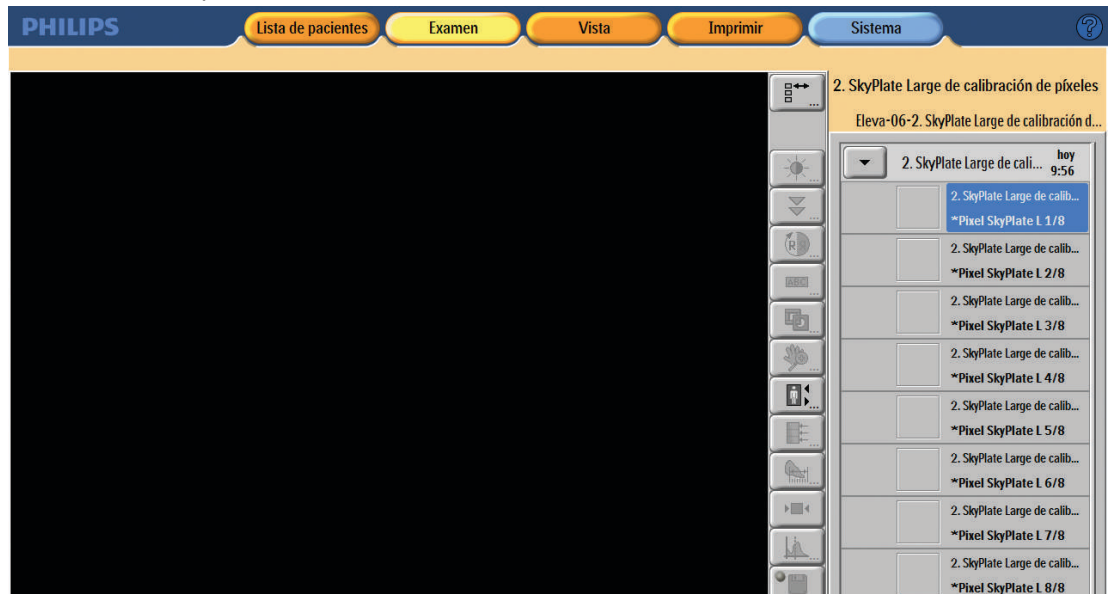 PHILIPS
Lista de pacientes
Examen
Vista
Imprimir
Sistema
?
2. SkyPlate Large de calibración de píxeles
Eleva-06-2. SkyPlate Large de calibración d...
2. SkyPlate Large de cali... hoy
9:56
2. SkyPlate Large de calib...
*Pixel SkyPlate L 1/8
2. SkyPlate Large de calib...
*Pixel SkyPlate L 2/8
2. SkyPlate Large de calib...
*Pixel SkyPlate L 3/8
2. SkyPlate Large de calib...
*Pixel SkyPlate L 4/8
2. SkyPlate Large de calib...
*Pixel SkyPlate L 5/8
2. SkyPlate Large de calib...
*Pixel SkyPlate L 6/8
2. SkyPlate Large de calib...
*Pixel SkyPlate L 7/8
2. SkyPlate Large de calib...
*Pixel SkyPlate L 8/8
R
ABC